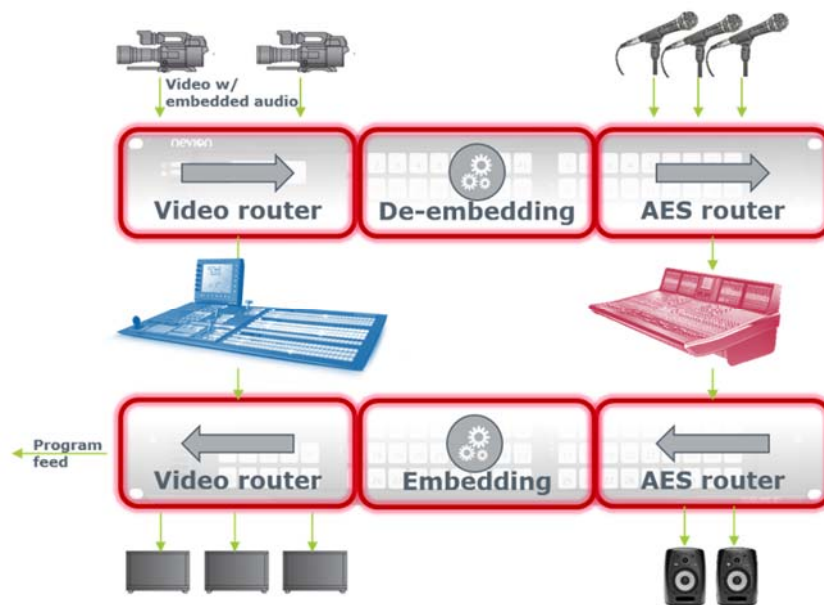 Video w/
embedded audio
nevion
Video router
De-embedding
AES router
Program
feed
Video router
Embedding
AES router